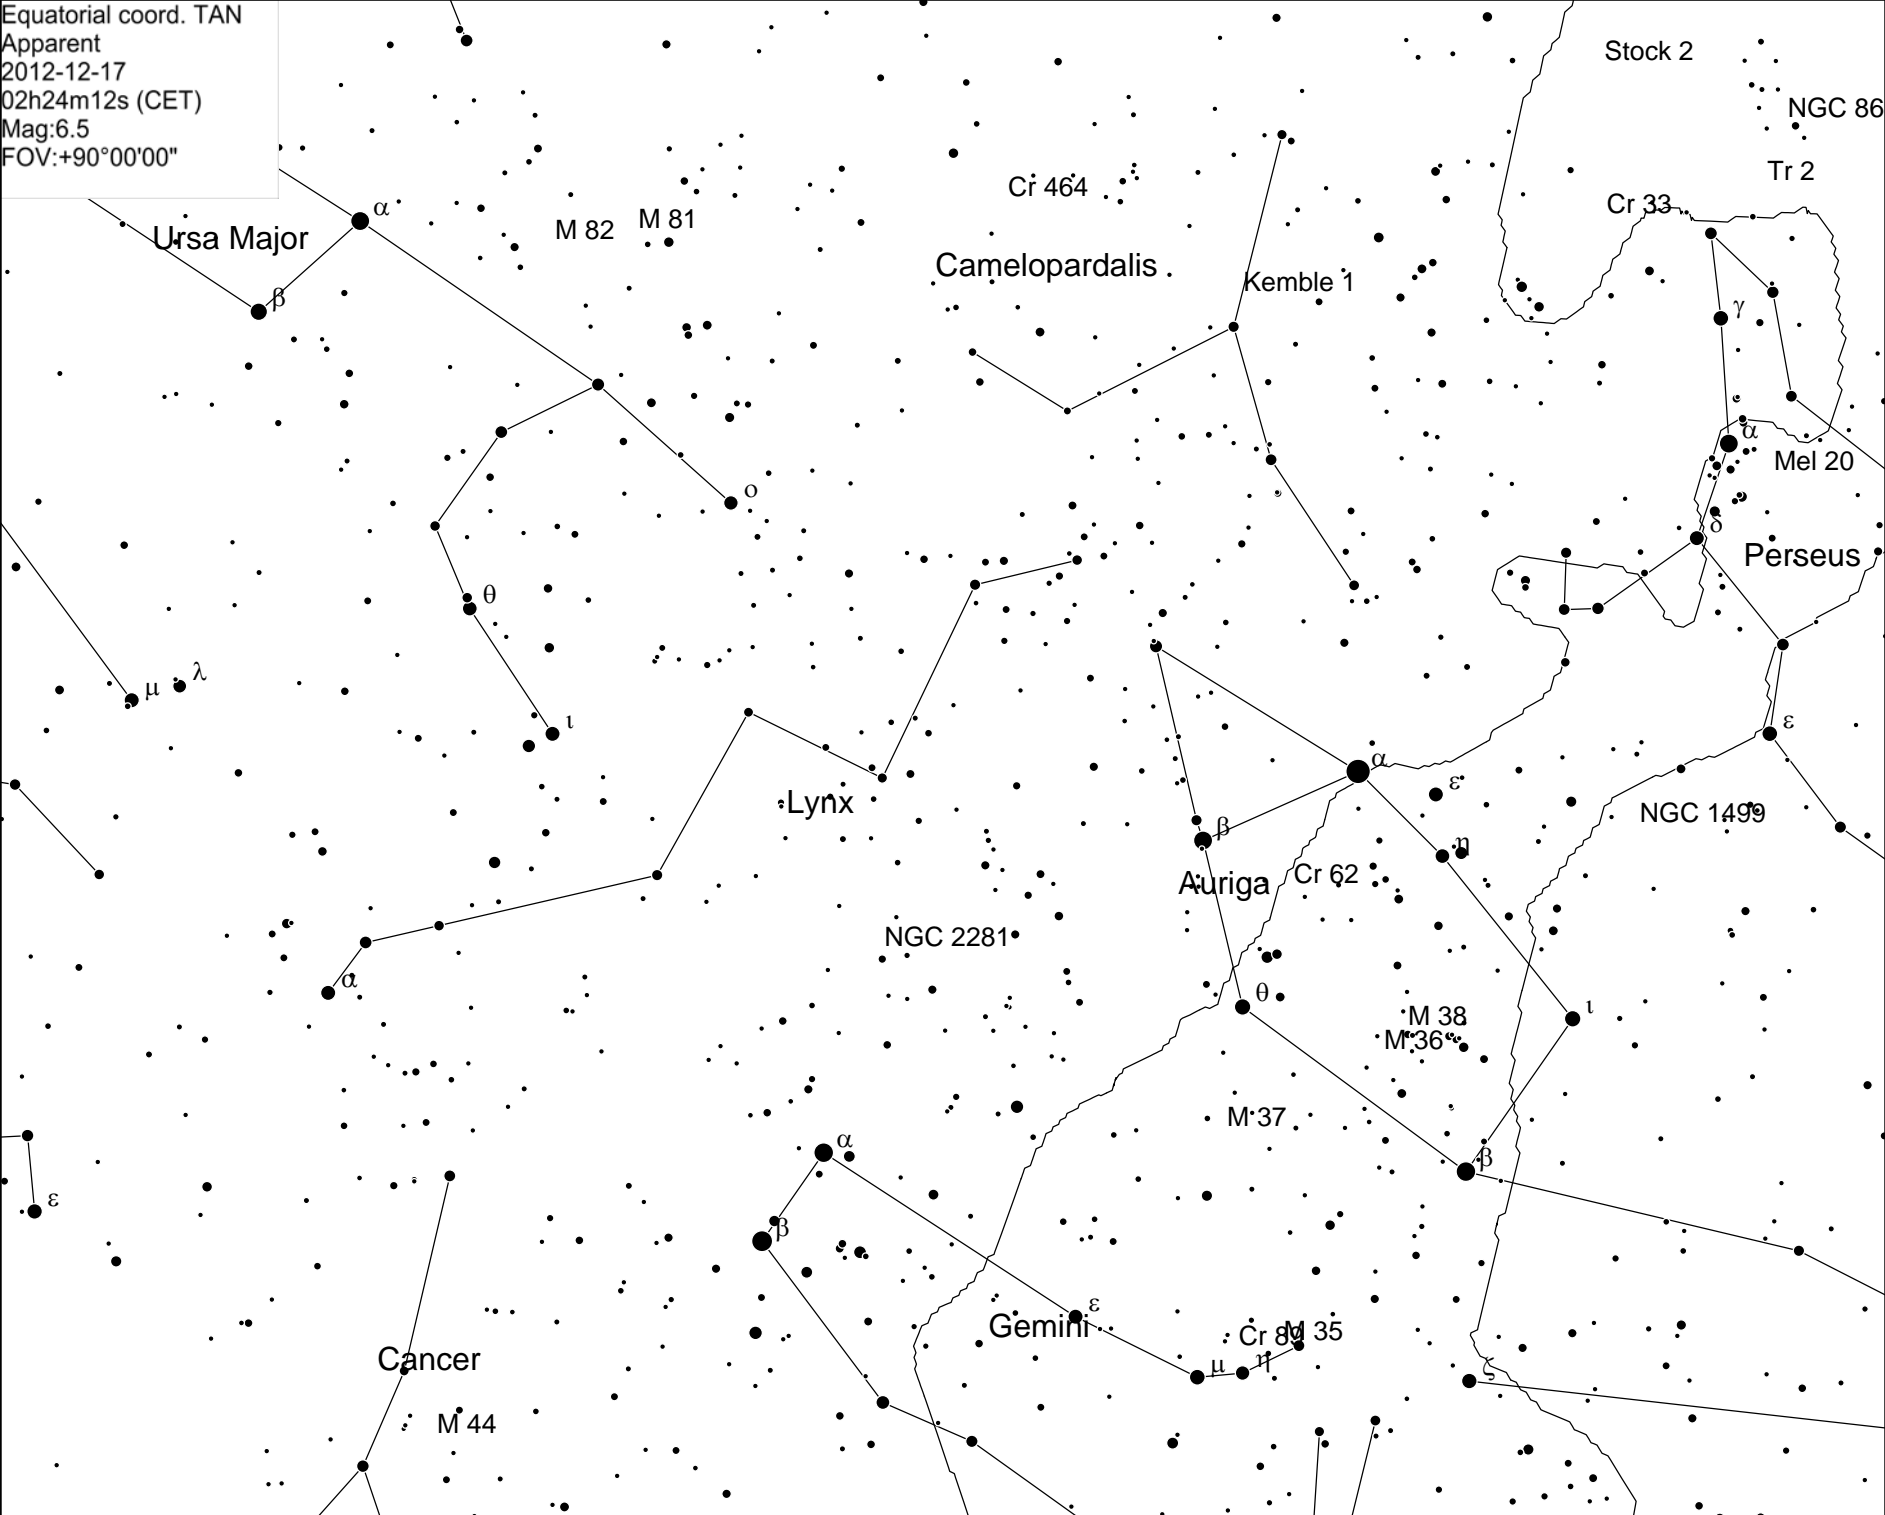 Equatorial coord. TAN
Apparent
2012-12-17
02h24m12s (CET)
Mag:6.5
FOV:+90°00'00"
Stock 2
NGC 86
Tr 2
Cr 464
Cr 33
α
M 82
M 81
Ursa Major
Camelopardalis
Kemble 1
β
γ
α
Mel 20
ο
δ
Perseus
θ
μ
λ
ι
ε
α
ε
Lynx
NGC 1499
β
η
Auriga
Cr 62
NGC 2281
α
θ
ι
M 38
M 36
M 37
α
β
ε
β
ε
Gemini
Cr 89
M 35
Cancer
μ
η
ζ
M 44